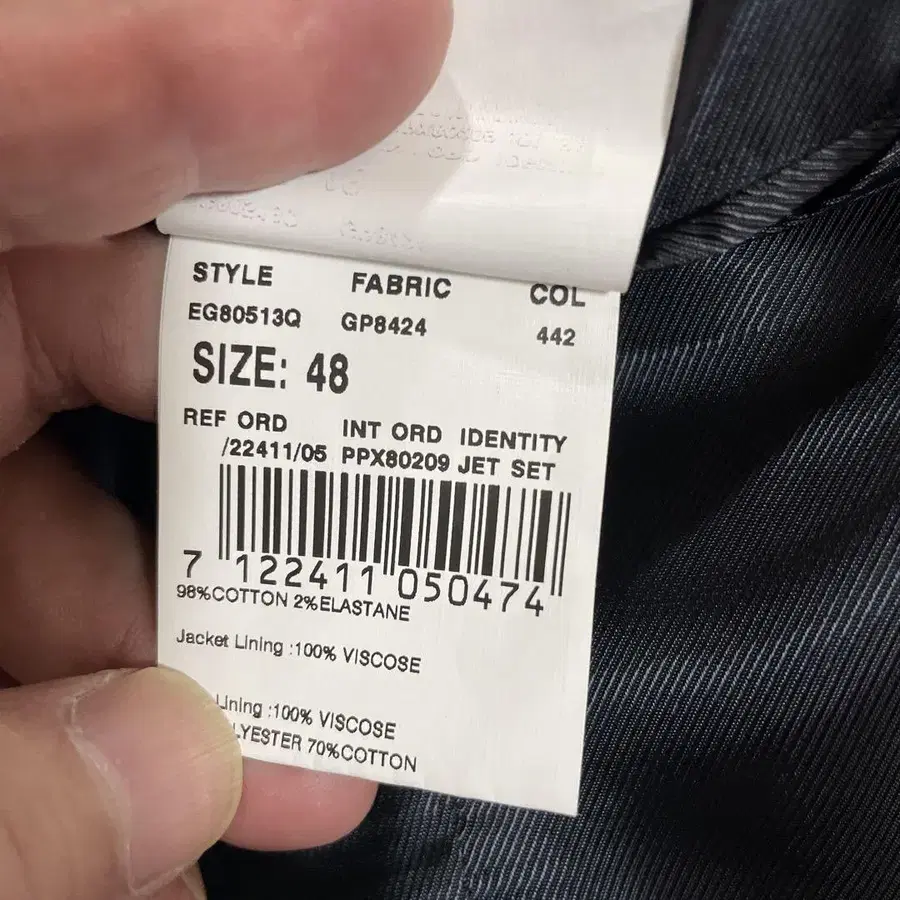 STYLE FABRIC COL
EG80513Q GP8424 442
SIZE: 48
REF ORD INT ORD IDENTITY
/22411/05 PPX80209 JET SET
7 122411 050474
98%COTTON 2%ELASTANE
Jacket Lining :100% VISCOSE
Lining :100% VISCOSE
70%COTTON